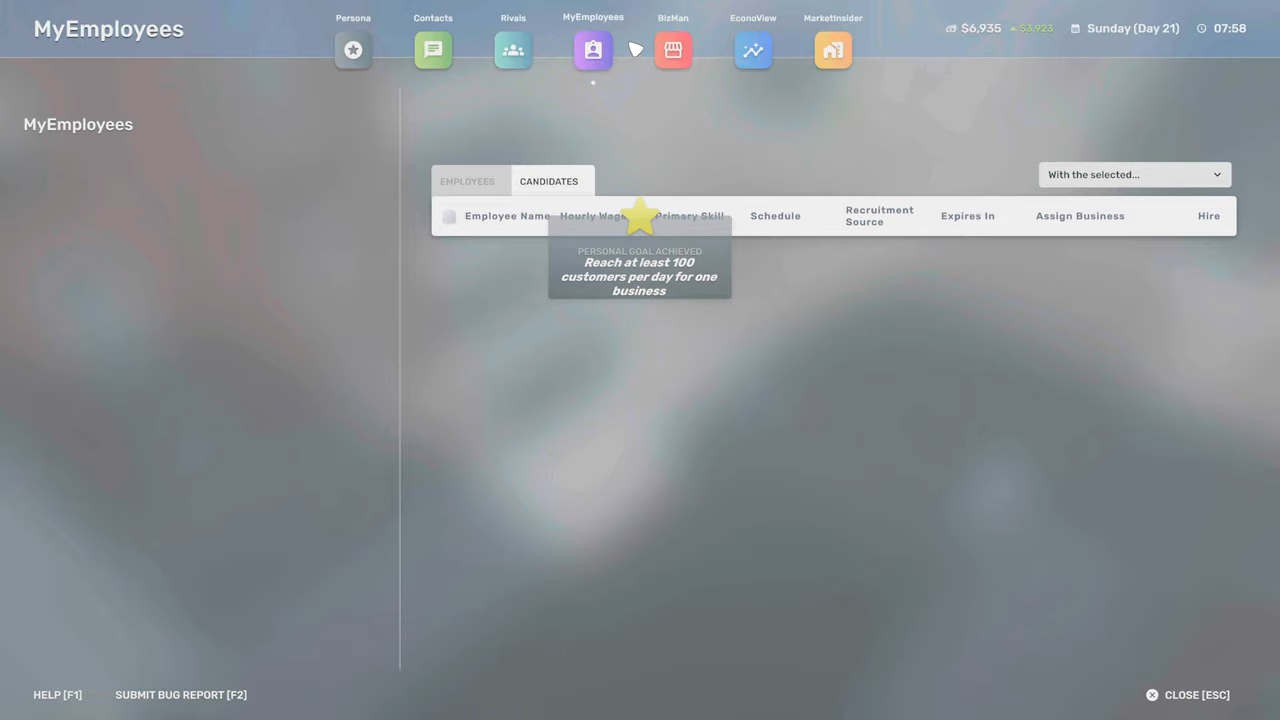 MyEmployees
Persona
Contacts
Rivals
MyEmployees
BizMan
EconoView
MarketInsider
$6,935
$3,923
Sunday (Day 21)
07:58
MyEmployees
EMPLOYEES
CANDIDATES
With the selected...
Employee Name
Hourly Wage
Primary Skill
Schedule
Recruitment
Source
Expires In
Assign Business
Hire
PERSONAL GOAL ACHIEVED
Reach at least 100
customers per day for one
business
HELP [F1]
SUBMIT BUG REPORT [F2]
CLOSE [ESC]